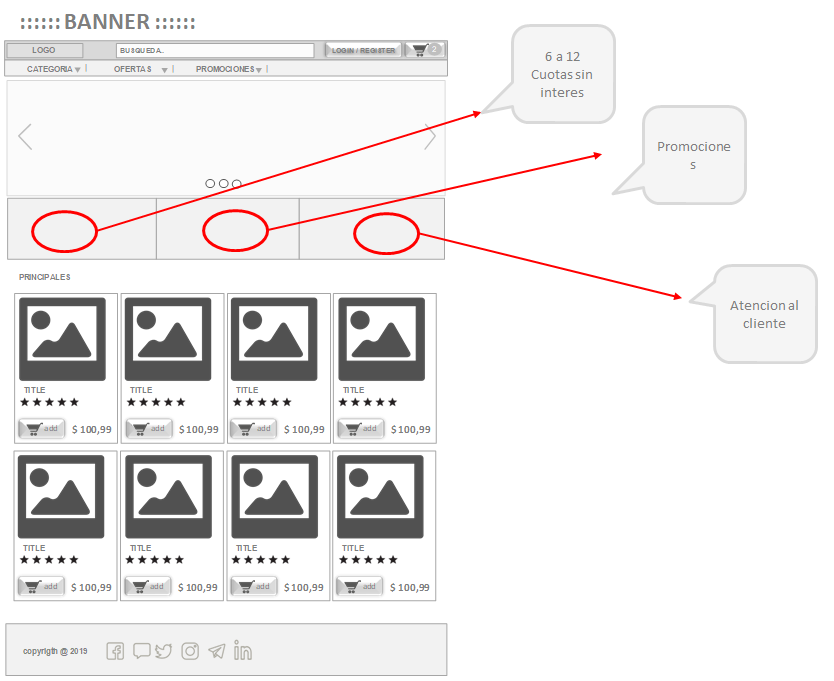 :::::: BANNER ::::::
LOGO
BUSQUEDA..
LOGIN / REGIITER
2
CATEGORIA
OFERTAS
PROMOCIONES
6 a 12
Cuotas sin
interes
Promocione
s
Atencion al
cliente
PRINCIPALES
TITLE TITLE TITLE TITLE
add $ 100,99 add $ 100,99 add $ 100,99 add $ 100,99
TITLE TITLE TITLE TITLE
add $ 100,99 add $ 100,99 add $ 100,99 add $ 100,99
copyrigth @ 2019